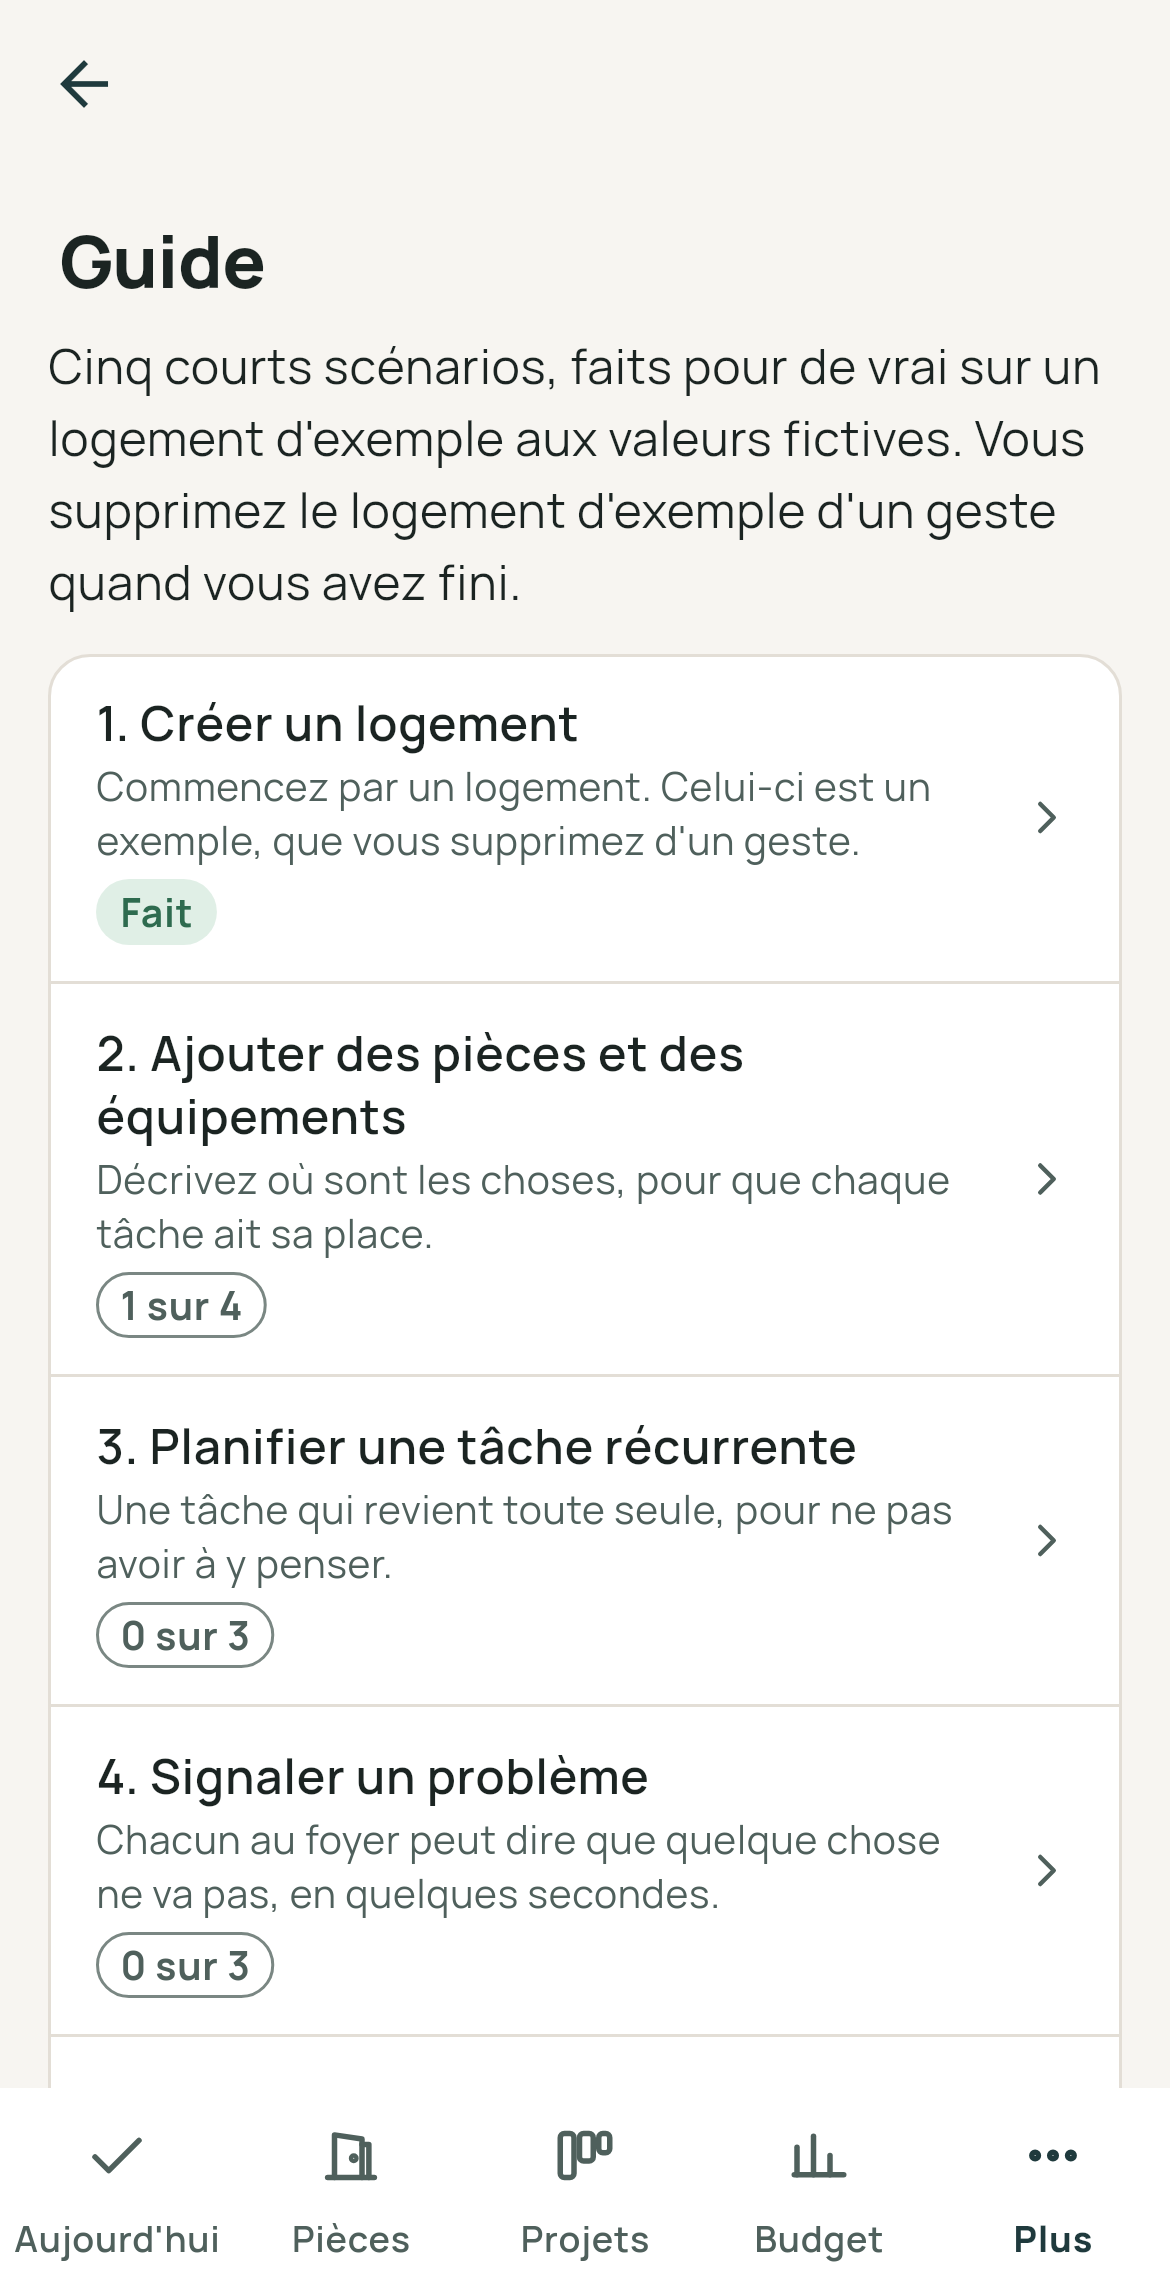 Guide
Cinq courts scénarios, faits pour de vrai sur un
logement d'exemple aux valeurs fictives. Vous
supprimez le logement d'exemple d'un geste
quand vous avez fini.
1. Créer un logement
Commencez par un logement. Celui-ci est un
exemple, que vous supprimez d'un geste.
Fait
2. Ajouter des pièces et des
équipements
Décrivez où sont les choses, pour que chaque
tâche ait sa place.
1 sur 4
3. Planifier une tâche récurrente
Une tâche qui revient toute seule, pour ne pas
avoir à y penser.
0 sur 3
4. Signaler un problème
Chacun au foyer peut dire que quelque chose
ne va pas, en quelques secondes.
0 sur 3
Aujourd'hui Pièces Projets Budget Plus